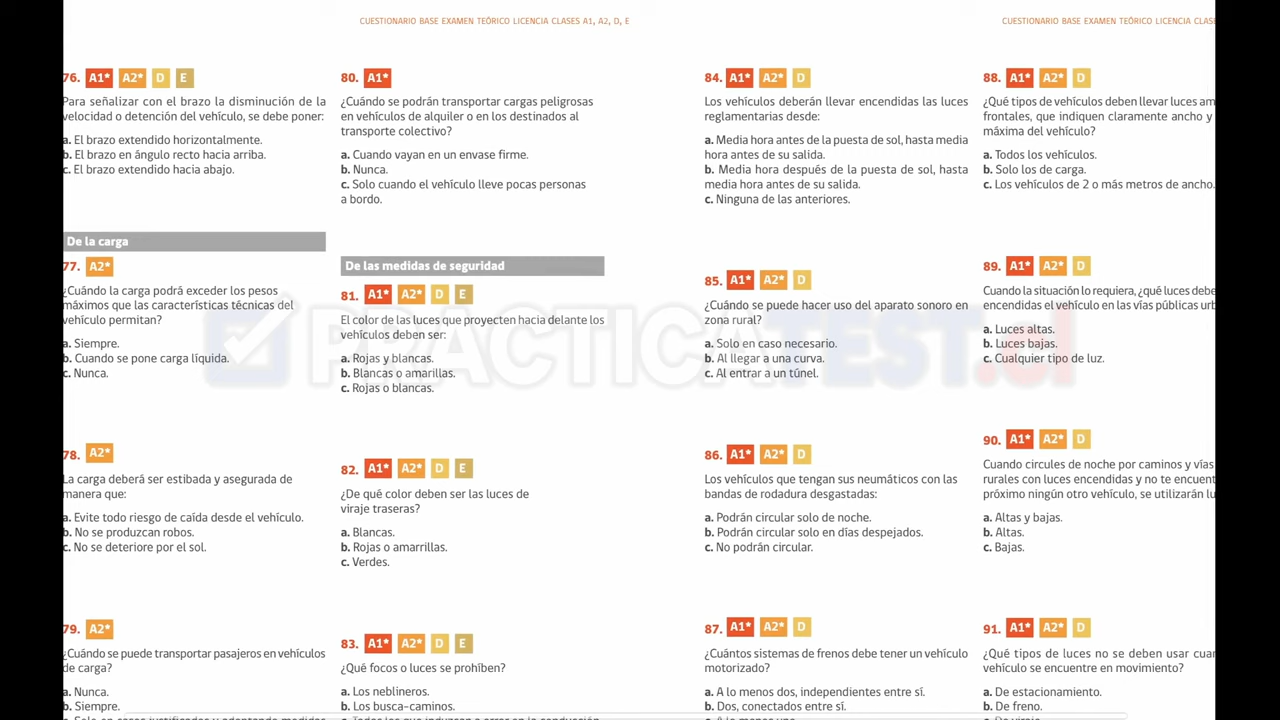 CUESTIONARIO BASE EXAMEN TEÓRICO LICENCIA CLASES A1, A2, D, E
76. A1* A2* D E
Para señalizar con el brazo la disminución de la
velocidad o detención del vehículo, se debe poner:
a. El brazo extendido horizontalmente.
b. El brazo en ángulo recto hacia arriba.
c. El brazo extendido hacia abajo.
De la carga
77. A2*
¿Cuándo la carga podrá exceder los pesos
máximos que las características técnicas del
vehículo permitan?
a. Siempre.
b. Cuando se pone carga líquida.
c. Nunca.
78. A2*
La carga deberá ser estibada y asegurada de
manera que:
a. Evite todo riesgo de caída desde el vehículo.
b. No se produzcan robos.
c. No se deteriore por el sol.
79. A2*
¿Cuándo se puede transportar pasajeros en vehículos
de carga?
a. Nunca.
b. Siempre.
80. A1*
¿Cuándo se podrán transportar cargas peligrosas
en vehículos de alquiler o en los destinados al
transporte colectivo?
a. Cuando vayan en un envase firme.
b. Nunca.
c. Solo cuando el vehículo lleve pocas personas
a bordo.
De las medidas de seguridad
81. A1* A2* D E
El color de las luces que proyecten hacia delante los
vehículos deben ser:
a. Rojas y blancas.
b. Blancas o amarillas.
c. Rojas o blancas.
82. A1* A2* D E
¿De qué color deben ser las luces de
viraje traseras?
a. Blancas.
b. Rojas o amarrillas.
c. Verdes.
83. A1* A2* D E
¿Qué focos o luces se prohíben?
a. Los neblineros.
b. Los busca-caminos.
CUESTIONARIO BASE EXAMEN TEÓRICO LICENCIA CLASE
84. A1* A2* D
Los vehículos deberán llevar encendidas las luces
reglamentarias desde:
a. Media hora antes de la puesta de sol, hasta media
hora antes de su salida.
b. Media hora después de la puesta de sol, hasta
media hora antes de su salida.
c. Ninguna de las anteriores.
85. A1* A2* D
¿Cuándo se puede hacer uso del aparato sonoro en
zona rural?
a. Solo en caso necesario.
b. Al llegar a una curva.
c. Al entrar a un túnel.
86. A1* A2* D
Los vehículos que tengan sus neumáticos con las
bandas de rodadura desgastadas:
a. Podrán circular solo de noche.
b. Podrán circular solo en días despejados.
c. No podrán circular.
87. A1* A2* D
¿Cuántos sistemas de frenos debe tener un vehículo
motorizado?
a. A lo menos dos, independientes entre sí.
b. Dos, conectados entre sí.
88. A1* A2* D
¿Qué tipos de vehículos deben llevar luces am
frontales, que indiquen claramente ancho y
máxima del vehículo?
a. Todos los vehículos.
b. Solo los de carga.
c. Los vehículos de 2 o más metros de ancho.
89. A1* A2* D
Cuando la situación lo requiera, ¿qué luces debe
encendidas el vehículo en las vías públicas urb
a. Luces altas.
b. Luces bajas.
c. Cualquier tipo de luz.
90. A1* A2* D
Cuando circules de noche por caminos y vías
rurales con luces encendidas y no te encuent
próximo ningún otro vehículo, se utilizarán lu
a. Altas y bajas.
b. Altas.
c. Bajas.
91. A1* A2* D
¿Qué tipos de luces no se deben usar cuan
vehículo se encuentre en movimiento?
a. De estacionamiento.
b. De freno.
PRACTICATEST.cl